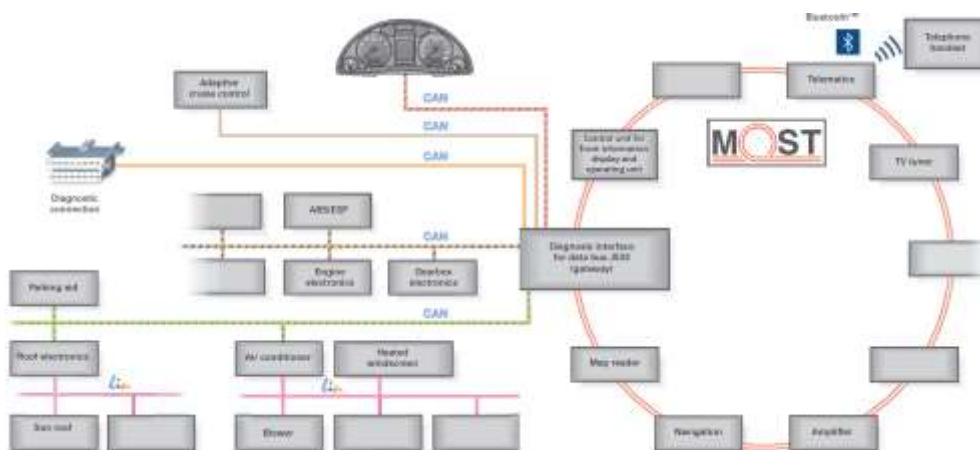 Bluetooth™
Telephone
handset
Telematics
Adaptive
cruise control
CAN
CAN
MOST
Control unit for
front information
display and
operating unit
TV tuner
CAN
Diagnostic
connection
ABS/ESP
CAN
Diagnostic interface
for data bus J533
(gateway)
Engine
electronics
Gearbox
electronics
Parking aid
CAN
Roof electronics
Air conditioner
Heated
windscreen
Map reader
Lin
Lin
Sun roof
Blower
Navigation
Amplifier